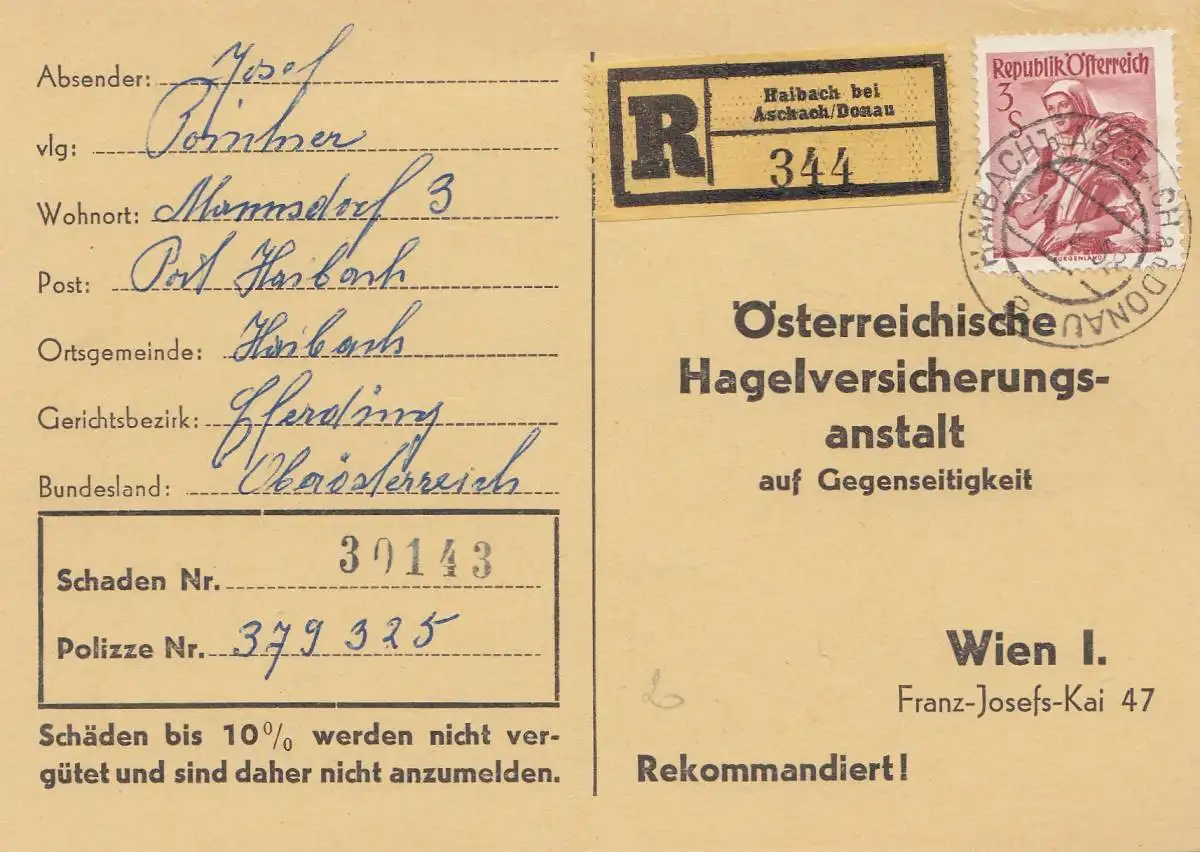 Absender: Josef
vlg: Pointner
Wohnort: Mannsdorf 3
Post: Post Haibach
Ortsgemeinde: Haibach
Gerichtsbezirk: Eferding
Bundesland: Oberösterreich
Schaden Nr. 30143
Polizze Nr. 379 325
Schäden bis 10% werden nicht ver-
gütet und sind daher nicht anzumelden.
R
Haibach bei
Aschach/Donau
344
Republik Österreich
3
S
BURGENLAND
HAIBACH b. ASCHACH a. d. DONAU
Österreichische
Hagelversicherungs-
anstalt
auf Gegenseitigkeit
Wien I.
Franz-Josefs-Kai 47
Rekommandiert!